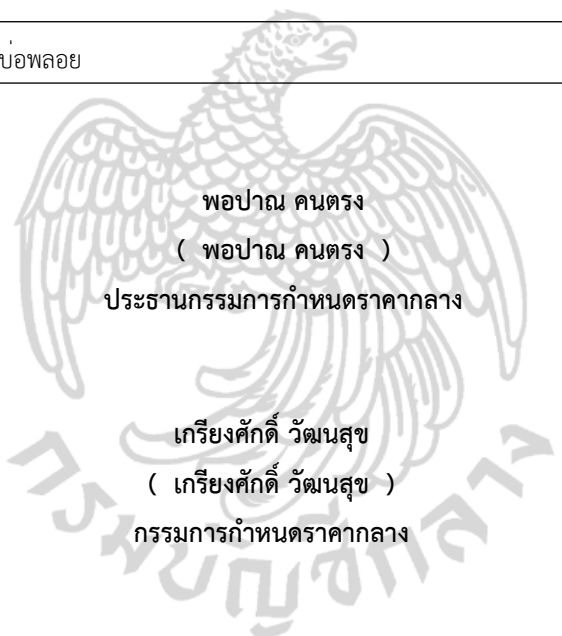 บ่อพลอย
พอปาณ คนตรง
( พอปาณ คนตรง )
ประธานกรรมการกำหนดราคากลาง
เกรียงศักดิ์ วัฒนสุข
( เกรียงศักดิ์ วัฒนสุข )
กรรมการกำหนดราคากลาง
กรมบัญชีกลาง